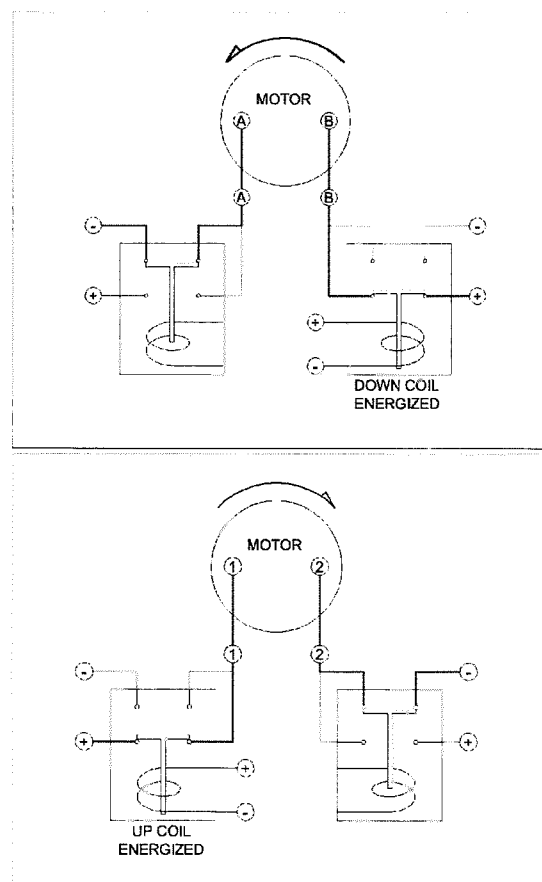 MOTOR
A B
A B
- -
+ +
+
-
DOWN COIL
ENERGIZED
MOTOR
1 2
1 2
- -
+ +
+
-
UP COIL
ENERGIZED